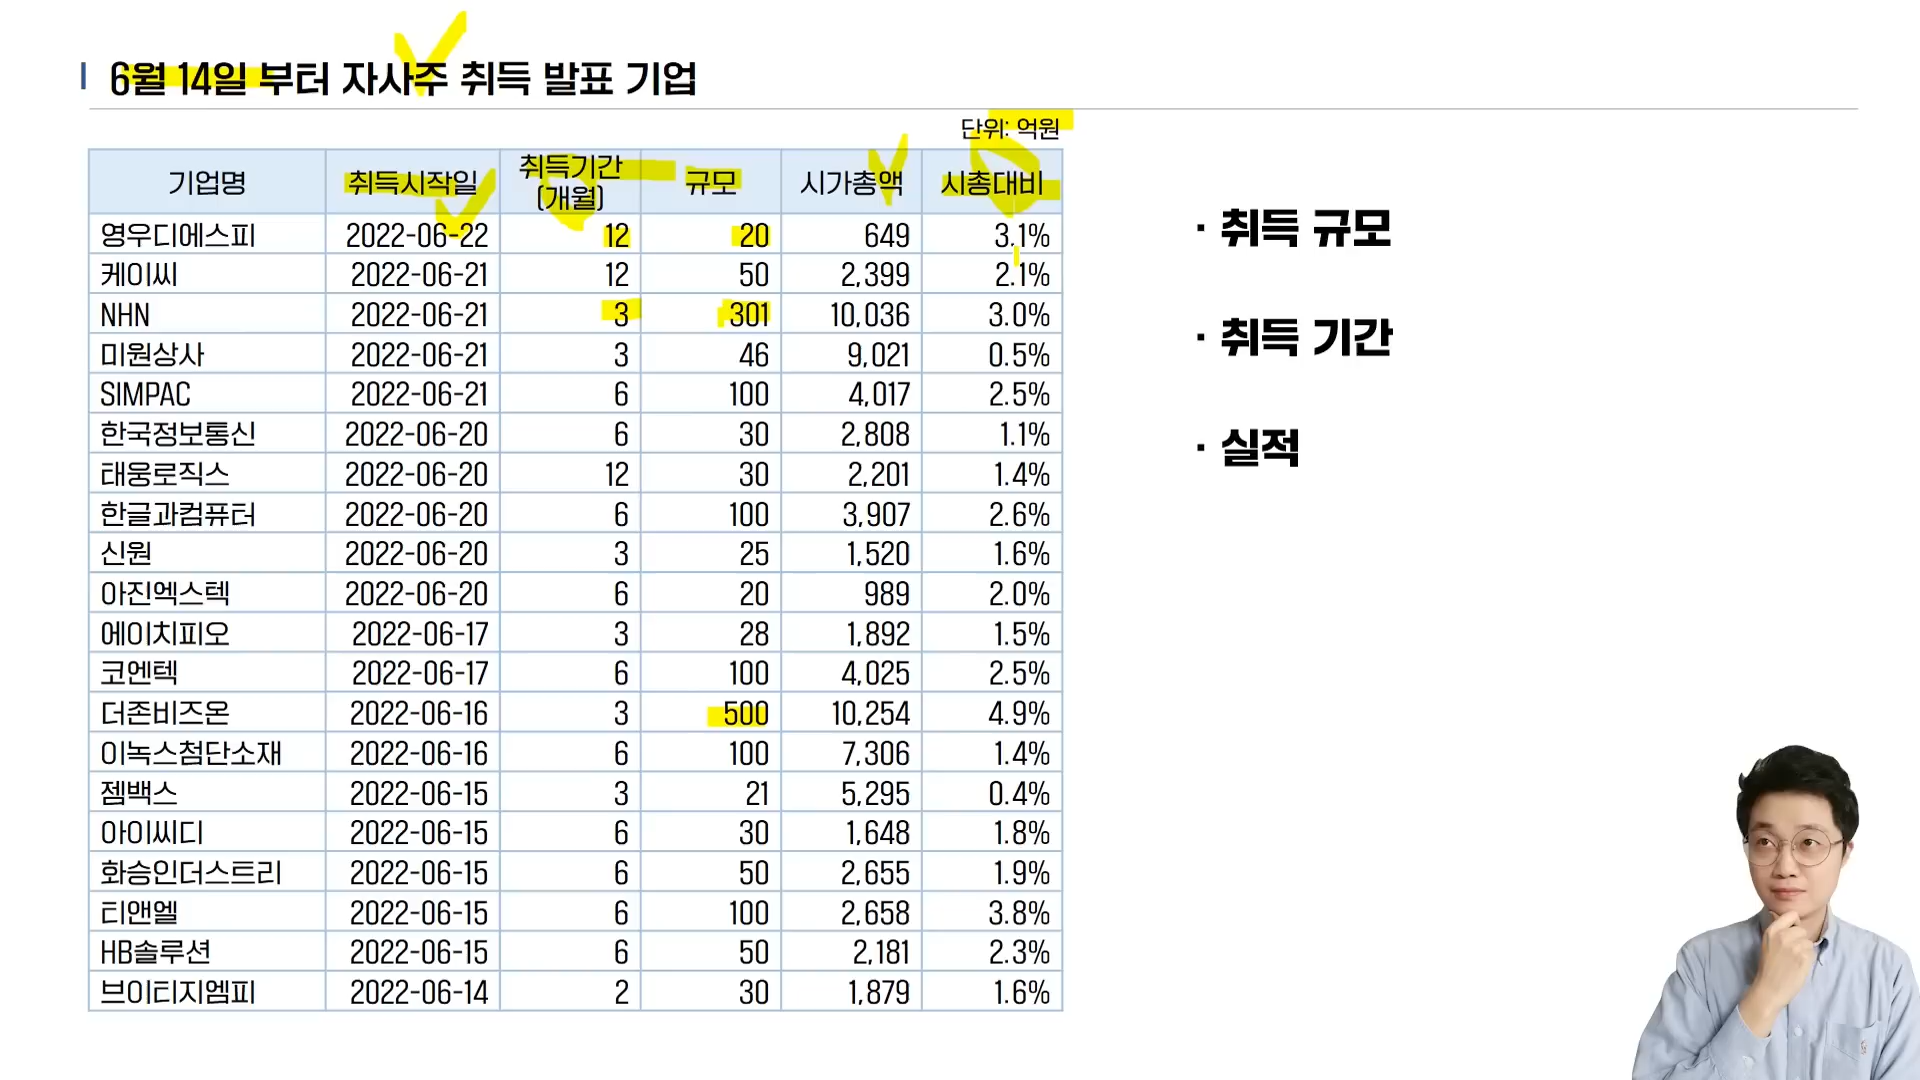 6월 14일 부터 자사주 취득 발표 기업
단위: 억원
기업명 취득시작일 취득기간 (개월) 규모 시가총액 시총대비
영우디에스피 2022-06-22 12 20 649 3.1%
케이씨 2022-06-21 12 50 2,399 2.1%
NHN 2022-06-21 3 301 10,036 3.0%
미원상사 2022-06-21 3 46 9,021 0.5%
SIMPAC 2022-06-21 6 100 4,017 2.5%
한국정보통신 2022-06-20 6 30 2,808 1.1%
태웅로직스 2022-06-20 12 30 2,201 1.4%
한글과컴퓨터 2022-06-20 6 100 3,907 2.6%
신원 2022-06-20 3 25 1,520 1.6%
아진엑스텍 2022-06-20 6 20 989 2.0%
에이치피오 2022-06-17 3 28 1,892 1.5%
코엔텍 2022-06-17 6 100 4,025 2.5%
더존비즈온 2022-06-16 3 500 10,254 4.9%
이녹스첨단소재 2022-06-16 6 100 7,306 1.4%
젬백스 2022-06-15 3 21 5,295 0.4%
아이씨디 2022-06-15 6 30 1,648 1.8%
화승인더스트리 2022-06-15 6 50 2,655 1.9%
티앤엘 2022-06-15 6 100 2,658 3.8%
HB솔루션 2022-06-15 6 50 2,181 2.3%
브이티지엠피 2022-06-14 2 30 1,879 1.6%
· 취득 규모
· 취득 기간
· 실적